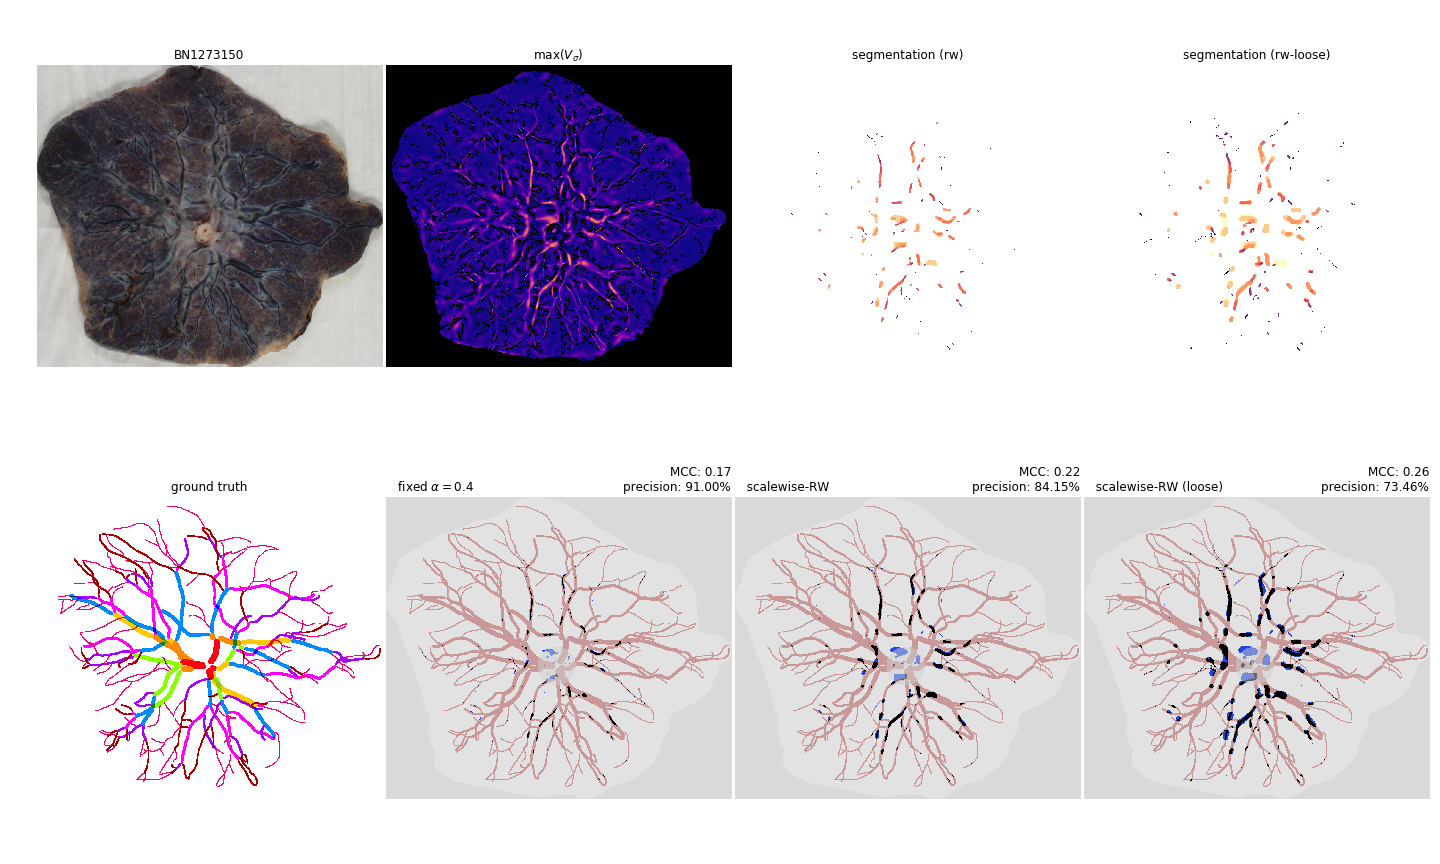 BN1273150
max(V_σ)
segmentation (rw)
segmentation (rw-loose)
ground truth
fixed α = 0.4
MCC: 0.17
precision: 91.00%
scalewise-RW
MCC: 0.22
precision: 84.15%
scalewise-RW (loose)
MCC: 0.26
precision: 73.46%